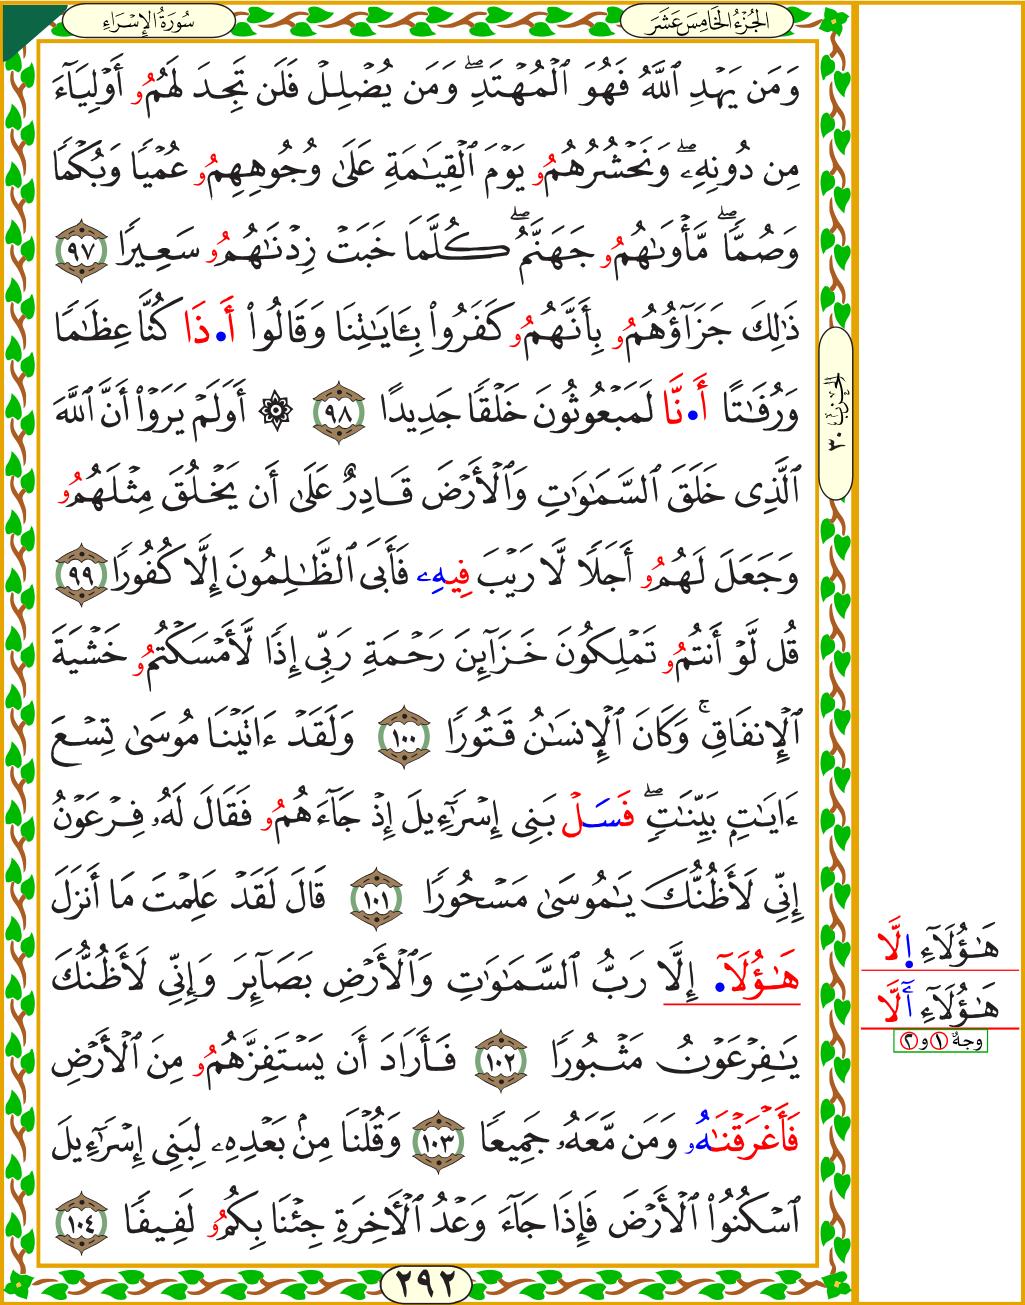 سُورَةُ الإِسْرَاءِ
الجُزْءُ الخَامِسَ عَشَرَ
وَمَن يَهْدِ ٱللَّهُ فَهُوَ ٱلْمُهْتَدِۖ وَمَن يُضْلِلْ فَلَن تَجِدَ لَهُمُۥ أَوْلِيَآءَ
مِن دُونِهِۦۖ وَنَحْشُرُهُمُۥ يَوْمَ ٱلْقِيَٰمَةِ عَلَىٰ وُجُوهِهِمُۥ عُمْيًا وَبُكْمًا
وَصُمًّاۖ مَّأْوَىٰهُمُۥ جَهَنَّمُۖ كُلَّمَا خَبَتْ زِدْنَٰهُمُۥ سَعِيرًا ٩٧
ذَٰلِكَ جَزَآؤُهُمُۥ بِأَنَّهُمُۥ كَفَرُوا۟ بِـَٔايَٰتِنَا وَقَالُوٓا۟ أَ•ذَا كُنَّا عِظَٰمًا
وَرُفَٰتًا أَ•نَّا لَمَبْعُوثُونَ خَلْقًا جَدِيدًا ٩٨ ۞ أَوَلَمْ يَرَوْا۟ أَنَّ ٱللَّهَ
ٱلَّذِى خَلَقَ ٱلسَّمَٰوَٰتِ وَٱلْأَرْضَ قَادِرٌ عَلَىٰ أَن يَخْلُقَ مِثْلَهُمُۥ
وَجَعَلَ لَهُمُۥ أَجَلًا لَّا رَيْبَ فِيهِۦ فَأَبَى ٱلظَّٰلِمُونَ إِلَّا كُفُورًا ٩٩
قُل لَّوْ أَنتُمُۥ تَمْلِكُونَ خَزَآئِنَ رَحْمَةِ رَبِّى إِذًا لَّأَمْسَكْتُمُۥ خَشْيَةَ
ٱلْإِنفَاقِۚ وَكَانَ ٱلْإِنسَٰنُ قَتُورًا ١٠٠ وَلَقَدْ ءَاتَيْنَا مُوسَىٰ تِسْعَ
ءَايَٰتٍۭ بَيِّنَٰتٍۖ فَسَلْ بَنِى إِسْرَٰٓءِيلَ إِذْ جَآءَهُمُۥ فَقَالَ لَهُۥ فِرْعَوْنُ
إِنِّى لَأَظُنُّكَ يَٰمُوسَىٰ مَسْحُورًا ١٠١ قَالَ لَقَدْ عَلِمْتَ مَا أَنزَلَ
هَٰٓؤُلَآ• إِلَّا رَبُّ ٱلسَّمَٰوَٰتِ وَٱلْأَرْضِ بَصَآئِرَ وَإِنِّى لَأَظُنُّكَ
يَٰفِرْعَوْنُ مَثْبُورًا ١٠٢ فَأَرَادَ أَن يَسْتَفِزَّهُمُۥ مِنَ ٱلْأَرْضِ
فَأَغْرَقْنَٰهُۥ وَمَن مَّعَهُۥ جَمِيعًا ١٠٣ وَقُلْنَا مِنۢ بَعْدِهِۦ لِبَنِى إِسْرَٰٓءِيلَ
ٱسْكُنُوا۟ ٱلْأَرْضَ فَإِذَا جَآءَ وَعْدُ ٱلْأَخِرَةِ جِئْنَا بِكُمُۥ لَفِيفًا ١٠٤
٢٩٢
الحِزْبُ ٣٠
هَٰؤُلَآءِ اِلَّا
هَٰؤُلَآءِ أَلَّا
وجهٌ ١ و ٢